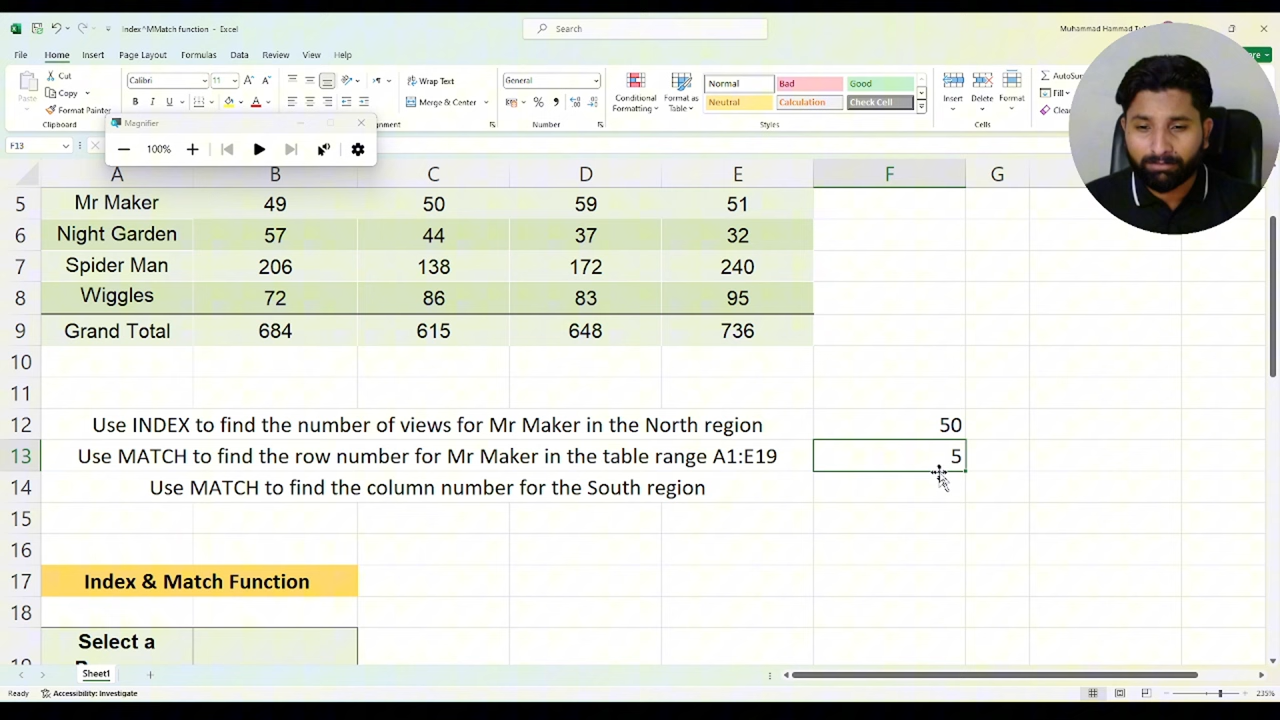 Index^MMatch function - Excel
Search
File Home Insert Page Layout Formulas Data Review View Help
Paste
Cut
Copy
Format Painter
Clipboard
Calibri 11
Wrap Text
Merge & Center
General
Number
Conditional Formatting
Format as Table
Normal Bad Good
Neutral Calculation Check Cell
Styles
Insert Delete Format
Cells
AutoSum
Fill
Magnifier
100%
F13
A B C D E F G
5 Mr Maker 49 50 59 51
6 Night Garden 57 44 37 32
7 Spider Man 206 138 172 240
8 Wiggles 72 86 83 95
9 Grand Total 684 615 648 736
10
11
12 Use INDEX to find the number of views for Mr Maker in the North region 50
13 Use MATCH to find the row number for Mr Maker in the table range A1:E19 5
14 Use MATCH to find the column number for the South region
15
16
17 Index & Match Function
18
Select a
Sheet1
Ready Accessibility: Investigate 235%